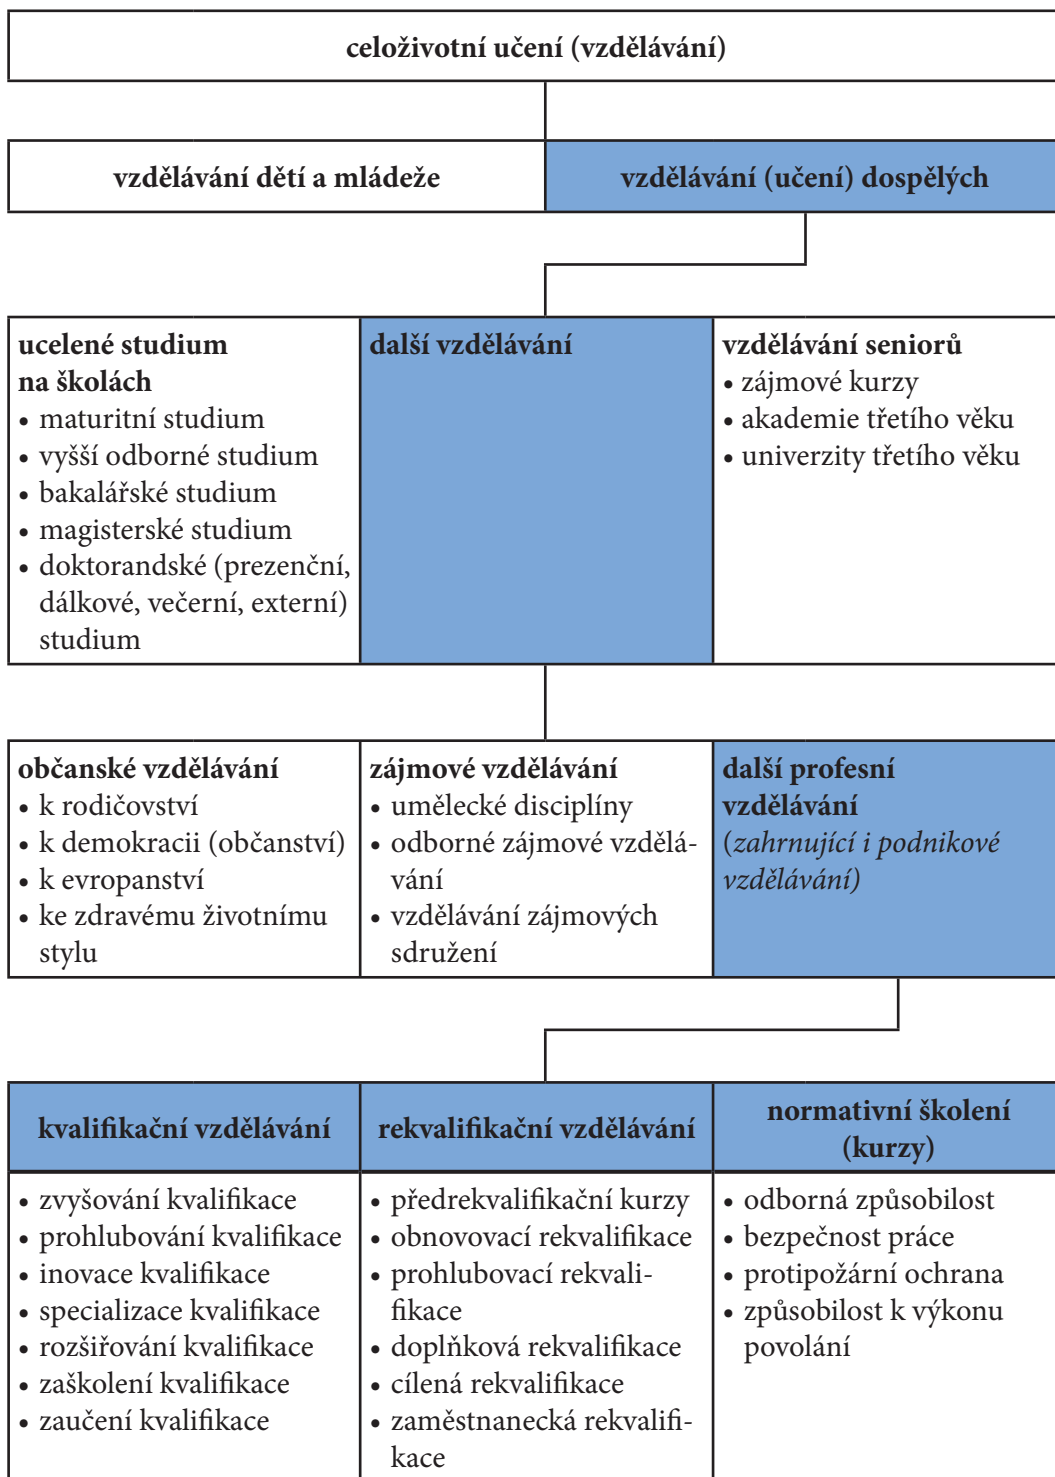 celoživotní učení (vzdělávání)
vzdělávání dětí a mládeže
vzdělávání (učení) dospělých
ucelené studium
na školách
• maturitní studium
• vyšší odborné studium
• bakalářské studium
• magisterské studium
• doktorandské (prezenční,
dálkové, večerní, externí)
studium
další vzdělávání
vzdělávání seniorů
• zájmové kurzy
• akademie třetího věku
• univerzity třetího věku
občanské vzdělávání
• k rodičovství
• k demokracii (občanství)
• k evropanství
• ke zdravému životnímu
stylu
zájmové vzdělávání
• umělecké disciplíny
• odborné zájmové vzdělá-
vání
• vzdělávání zájmových
sdružení
další profesní
vzdělávání
(zahrnující i podnikové
vzdělávání)
kvalifikační vzdělávání
rekvalifikační vzdělávání
normativní školení
(kurzy)
• zvyšování kvalifikace
• prohlubování kvalifikace
• inovace kvalifikace
• specializace kvalifikace
• rozšiřování kvalifikace
• zaškolení kvalifikace
• zaučení kvalifikace
• předrekvalifikační kurzy
• obnovovací rekvalifikace
• prohlubovací rekvali-
fikace
• doplňková rekvalifikace
• cílená rekvalifikace
• zaměstnanecká rekvalifi-
kace
• odborná způsobilost
• bezpečnost práce
• protipožární ochrana
• způsobilost k výkonu
povolání